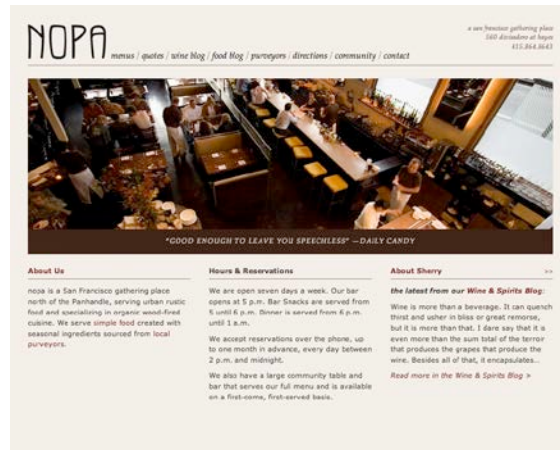 NOPA
menus / quotes / wine blog / food blog / purveyors / directions / community / contact
a san francisco gathering place
560 divisadero at hayes
415.864.8643
"GOOD ENOUGH TO LEAVE YOU SPEECHLESS" —DAILY CANDY
About Us
nopa is a San Francisco gathering place
north of the Panhandle, serving urban rustic
food and specializing in organic wood-fired
cuisine. We serve simple food created with
seasonal ingredients sourced from local
purveyors.
Hours & Reservations
We are open seven days a week. Our bar
opens at 5 p.m. Bar Snacks are served from
5 until 6 p.m. Dinner is served from 6 p.m.
until 1 a.m.
We accept reservations over the phone, up
to one month in advance, every day between
2 p.m. and midnight.
We also have a large community table and
bar that serves our full menu and is available
on a first-come, first-served basis.
About Sherry >>
the latest from our Wine & Spirits Blog:
Wine is more than a beverage. It can quench
thirst and usher in bliss or great remorse,
but it is more than that. I dare say that it is
even more than the sum total of the terror
that produces the grapes that produce the
wine. Besides all of that, it encapsulates...
Read more in the Wine & Spirits Blog >